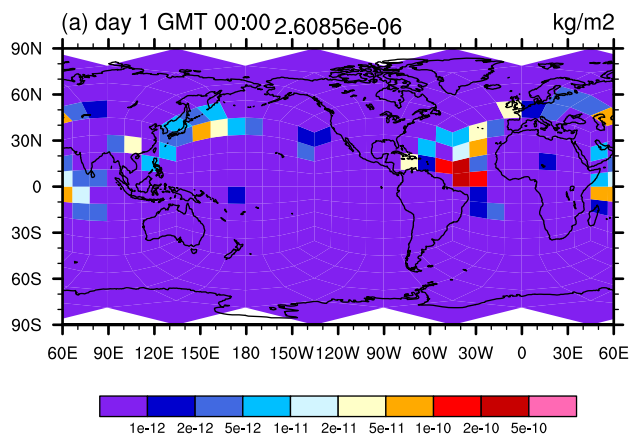 (a) day 1 GMT 00:00 2.60856e-06 kg/m2
90N
60N
30N
0
30S
60S
90S
60E 90E 120E 150E 180 150W 120W 90W 60W 30W 0 30E 60E
1e-12 2e-12 5e-12 1e-11 2e-11 5e-11 1e-10 2e-10 5e-10